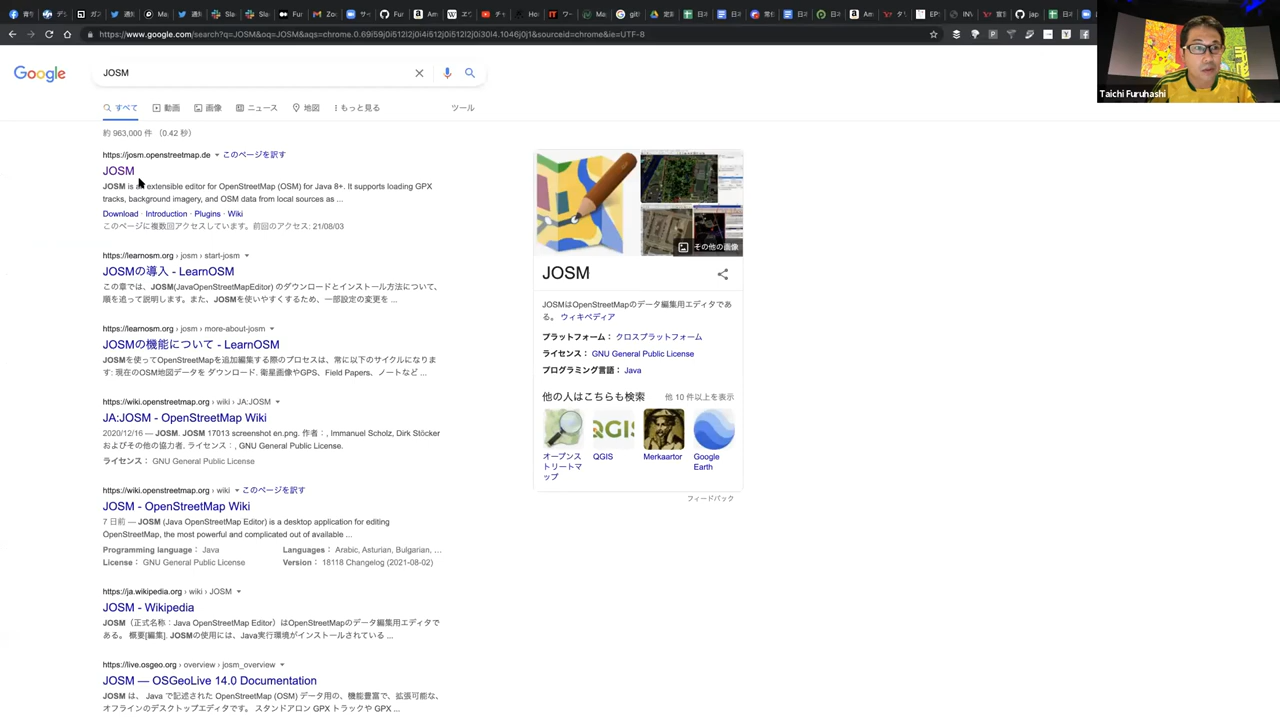 https://www.google.com/search?q=JOSM&oq=JOSM&aqs=chrome.0.69i59j0i512l2j0i4i512j0i512l2j0i30l4.1046j0j1&sourceid=chrome&ie=UTF-8
Taichi Furuhashi
Google
JOSM
すべて
動画
画像
ニュース
地図
もっと見る
ツール
約 963,000 件 （0.42 秒）
https://josm.openstreetmap.de このページを訳す
JOSM
JOSM is an extensible editor for OpenStreetMap (OSM) for Java 8+. It supports loading GPX
tracks, background imagery, and OSM data from local sources as ...
Download · Introduction · Plugins · Wiki
このページに複数回アクセスしています。前回のアクセス: 21/08/03
https://learnosm.org › josm › start-josm
JOSMの導入 - LearnOSM
この章では、JOSM(JavaOpenStreetMapEditor) のダウンロードとインストール方法について、
順を追って説明します。また、JOSMを使いやすくするため、一部設定の変更を ...
https://learnosm.org › josm › more-about-josm
JOSMの機能について - LearnOSM
JOSMを使ってOpenStreetMapを追加編集する際のプロセスは、常に以下のサイクルになりま
す: 現在のOSM地図データを ダウンロード. 衛星画像やGPS、Field Papers、ノートなど ...
https://wiki.openstreetmap.org › wiki › JA:JOSM
JA:JOSM - OpenStreetMap Wiki
2020/12/16 — JOSM. JOSM 17013 screenshot en.png. 作者：, Immanuel Scholz, Dirk Stöcker
およびその他の協力者. ライセンス：, GNU General Public License.
ライセンス： GNU General Public License
https://wiki.openstreetmap.org › wiki このページを訳す
JOSM - OpenStreetMap Wiki
7 日前 — JOSM (Java OpenStreetMap Editor) is a desktop application for editing
OpenStreetMap, the most powerful and complicated out of available ...
Programming language： Java Languages： Arabic, Asturian, Bulgarian, ...
License： GNU General Public License Version： 18118 Changelog (2021-08-02)
https://ja.wikipedia.org › wiki › JOSM
JOSM - Wikipedia
JOSM（正式名称：Java OpenStreetMap Editor）はOpenStreetMapのデータ編集用エディタで
ある。 概要[編集]. JOSMの使用には、Java実行環境がインストールされている ...
https://live.osgeo.org › overview › josm_overview
JOSM — OSGeoLive 14.0 Documentation
JOSM は、 Java で記述された OpenStreetMap (OSM) データ用の、機能豊富で、拡張可能な、
オフラインのデスクトップエディタです。 スタンドアロン GPX トラックや GPX ...
その他の画像
JOSM
JOSMはOpenStreetMapのデータ編集用エディタであ
る。 ウィキペディア
プラットフォーム： クロスプラットフォーム
ライセンス： GNU General Public License
プログラミング言語： Java
他の人はこちらも検索 他 10 件以上を表示
オープンス
トリートマ
ップ
QGIS
Merkaartor
Google
Earth
フィードバック